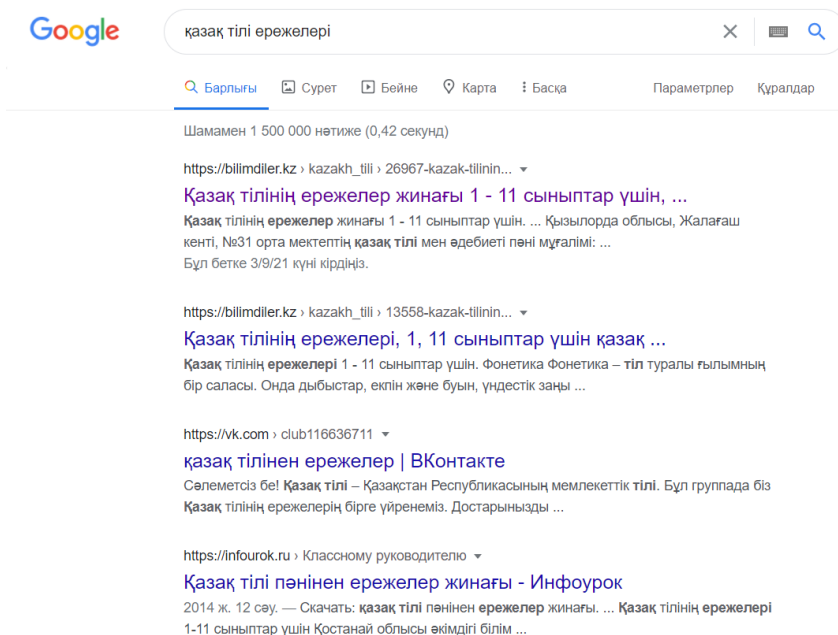 Google
қазақ тілі ережелері
Барлығы Сурет Бейне Карта Басқа Параметрлер Құралдар
Шамамен 1 500 000 нәтиже (0,42 секунд)
https://bilimdiler.kz › kazakh_tili › 26967-kazak-tilinin...
Қазақ тілінің ережелер жинағы 1 - 11 сыныптар үшін, ...
Қазақ тілінің ережелер жинағы 1 - 11 сыныптар үшін. ... Қызылорда облысы, Жалағаш
кенті, №31 орта мектептің қазақ тілі мен әдебиеті пәні мұғалімі: ...
Бұл бетке 3/9/21 күні кірдіңіз.
https://bilimdiler.kz › kazakh_tili › 13558-kazak-tilinin...
Қазақ тілінің ережелері, 1, 11 сыныптар үшін қазақ ...
Қазақ тілінің ережелері 1 - 11 сыныптар үшін. Фонетика Фонетика – тіл туралы ғылымның
бір саласы. Онда дыбыстар, екпін және буын, үндестік заңы ...
https://vk.com › club116636711
қазақ тілінен ережелер | ВКонтакте
Сәлеметсіз бе! Қазақ тілі – Қазақстан Республикасының мемлекеттік тілі. Бұл группада біз
Қазақ тілінің ережелерің бірге үйренеміз. Достарыңызды ...
https://infourok.ru › Классному руководителю
Қазақ тілі пәнінен ережелер жинағы - Инфоурок
2014 ж. 12 сәу. — Скачать: қазақ тілі пәнінен ережелер жинағы. ... Қазақ тілінің ережелері
1-11 сыныптар үшін Қостанай облысы әкімдігі білім ...